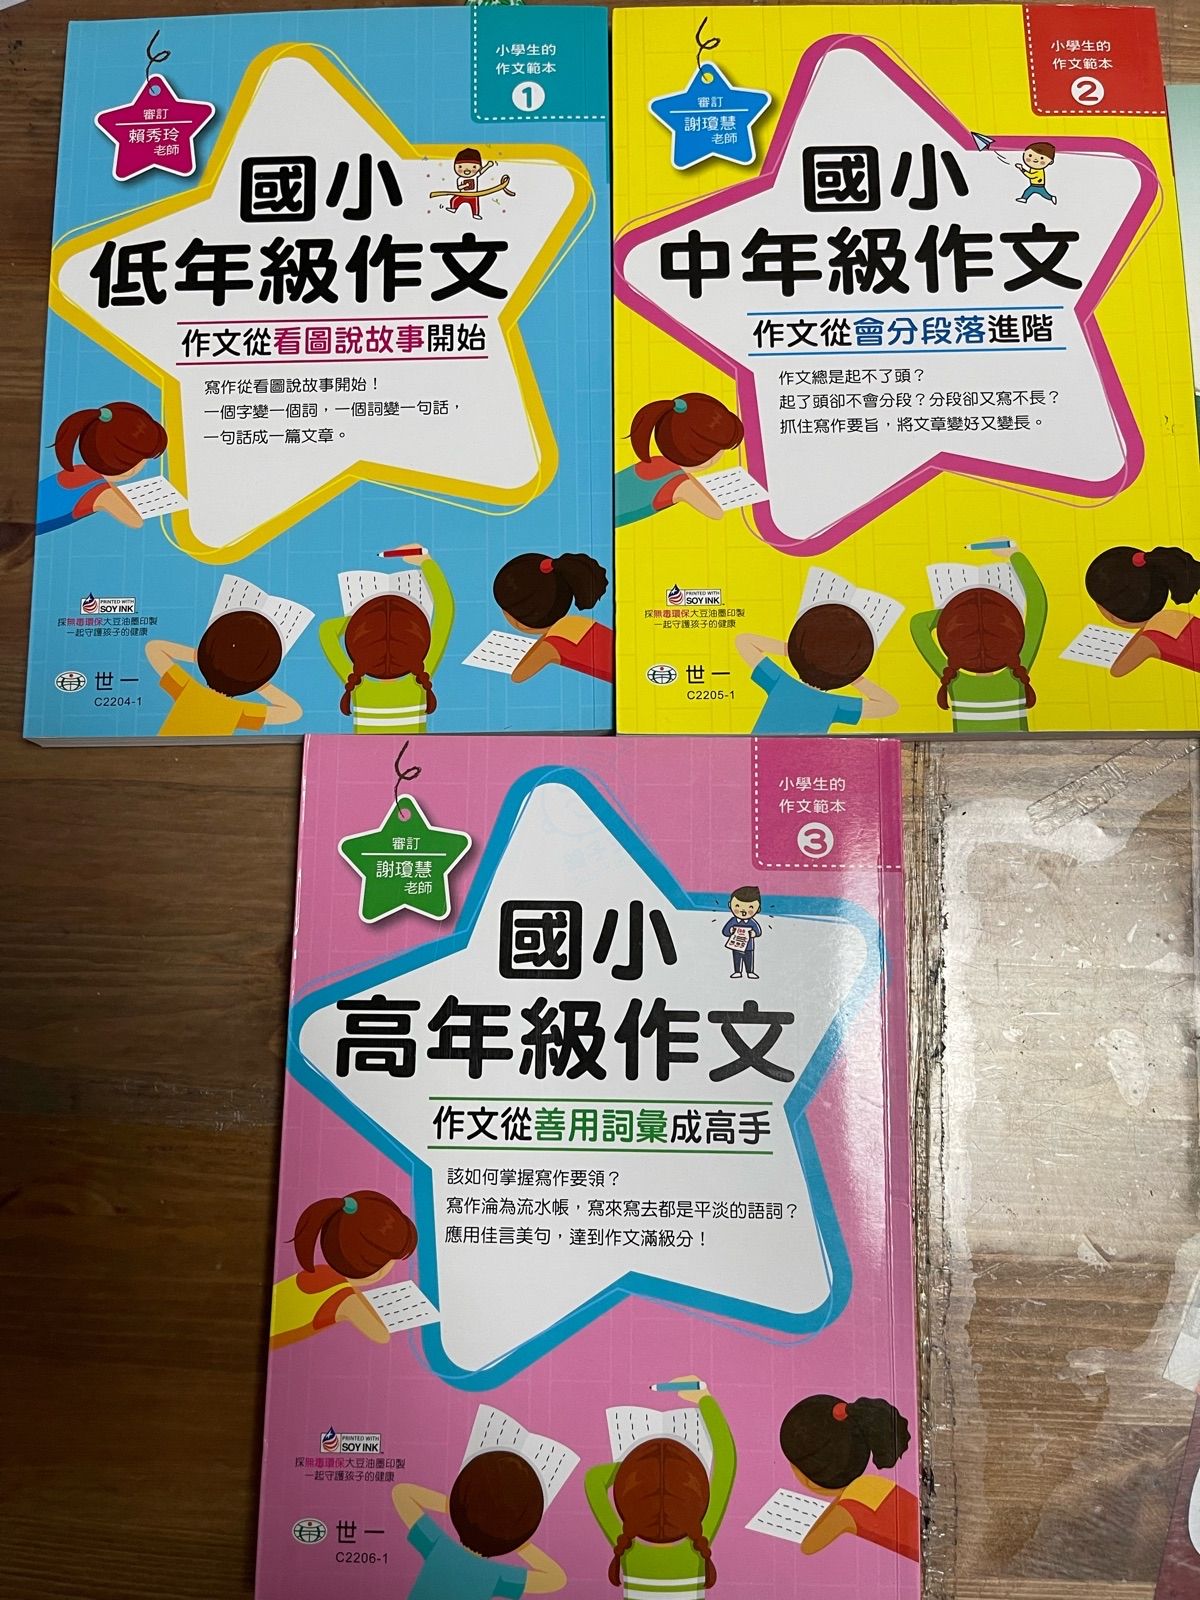 小學生的
作文範本
1
審訂
賴秀玲
老師
國小
低年級作文
作文從看圖說故事開始
寫作從看圖說故事開始！
一個字變一個詞，一個詞變一句話，
一句話成一篇文章。
PRINTED WITH
SOY INK
採無毒環保大豆油墨印製
一起守護孩子的健康
世一
C2204-1
小學生的
作文範本
2
審訂
謝瓊慧
老師
國小
中年級作文
作文從會分段落進階
作文總是起不了頭？
起了頭卻不會分段？分段卻又寫不長？
抓住寫作要旨，將文章變好又變長。
PRINTED WITH
SOY INK
採無毒環保大豆油墨印製
一起守護孩子的健康
世一
C2205-1
小學生的
作文範本
3
審訂
謝瓊慧
老師
國小
高年級作文
作文從善用詞彙成高手
該如何掌握寫作要領？
寫作淪為流水帳，寫來寫去都是平淡的語詞？
應用佳言美句，達到作文滿級分！
PRINTED WITH
SOY INK
採無毒環保大豆油墨印製
一起守護孩子的健康
世一
C2206-1